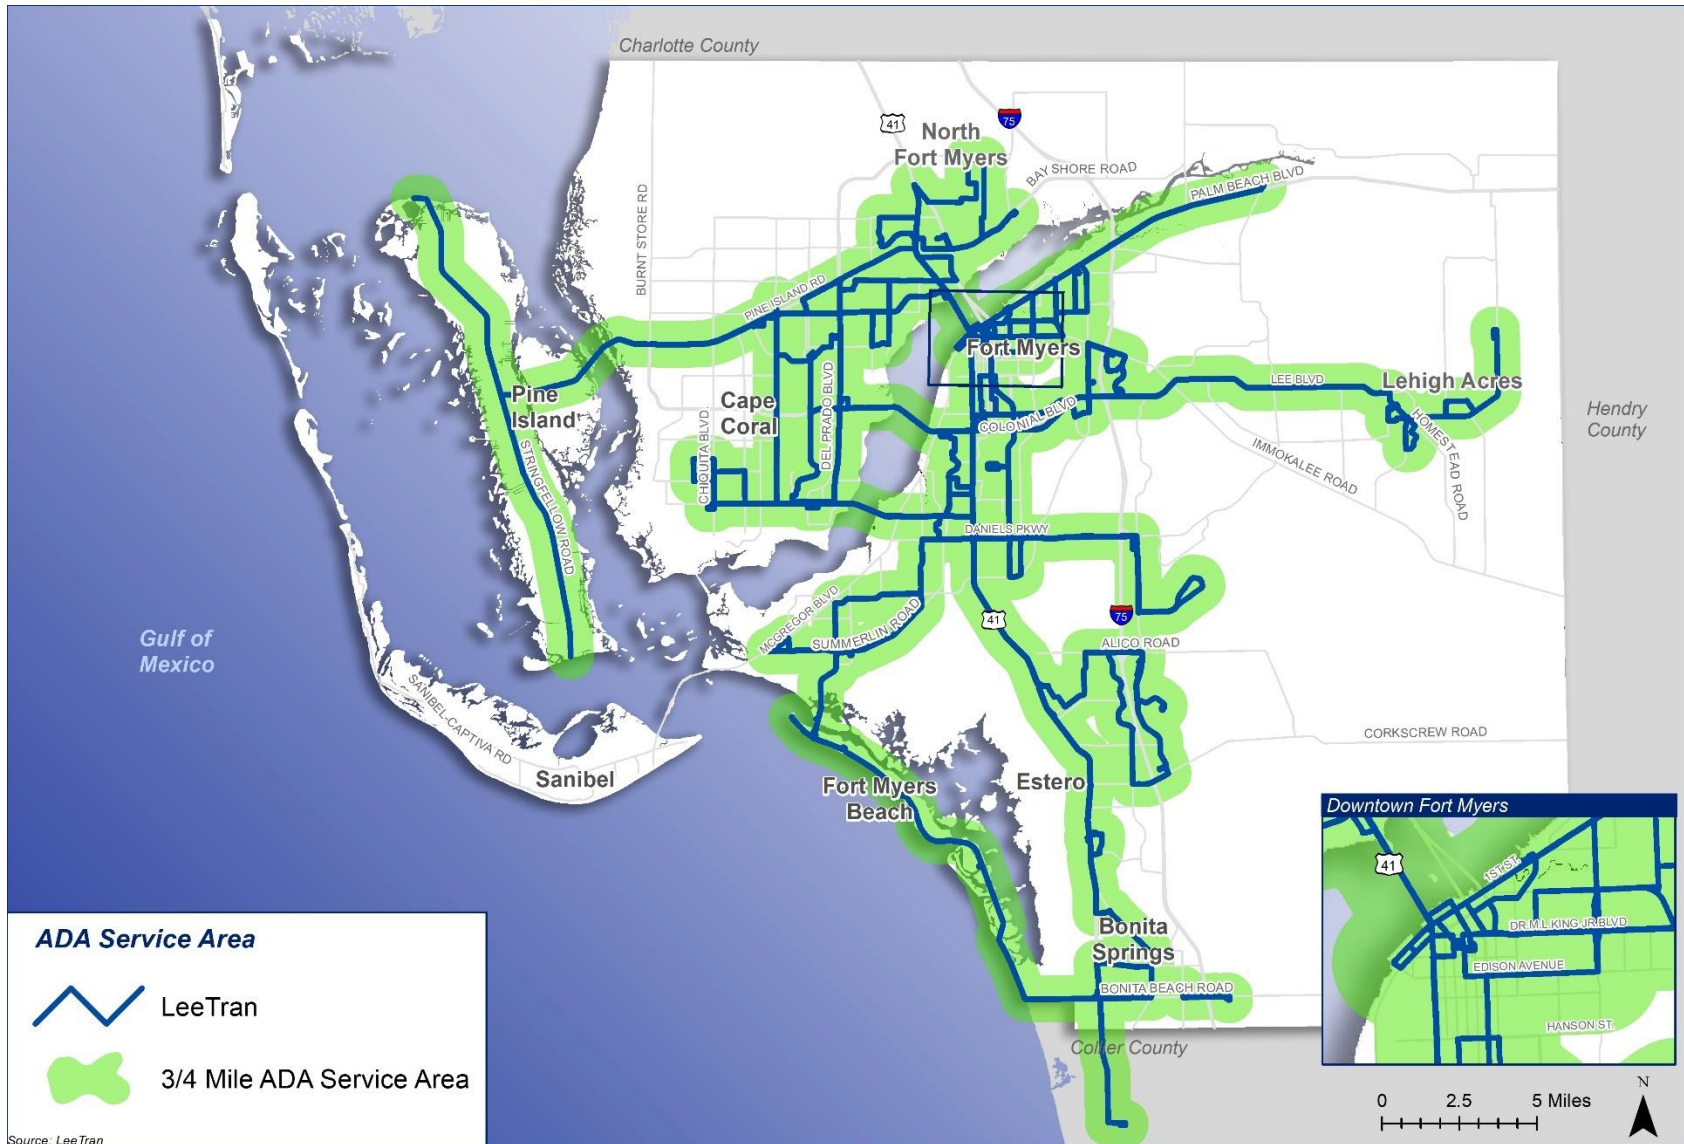 Charlotte County
41
75
North
Fort Myers
BAY SHORE ROAD
PALM BEACH BLVD
BURNT STORE RD
PINE ISLAND RD
Fort Myers
LEE BLVD
Lehigh Acres
Hendry
County
Pine
Island
Cape
Coral
DEL PRADO BLVD
CHIQUITA BLVD.
COLONIAL BLVD
HOMESTEAD ROAD
IMMOKALEE ROAD
STRINGFELLOW ROAD
DANIELS PKWY
MCGREGOR BLVD
SUMMERLIN ROAD
41
75
ALICO ROAD
Gulf of
Mexico
SANIBEL-CAPTIVA RD
Sanibel
CORKSCREW ROAD
Fort Myers
Beach
Estero
Bonita
Springs
BONITA BEACH ROAD
Collier County
Downtown Fort Myers
41
1ST ST.
DR.M.L.KING JR.BLVD
EDISON AVENUE
HANSON ST.
ADA Service Area
LeeTran
3/4 Mile ADA Service Area
Source: LeeTran
0 2.5 5 Miles
N